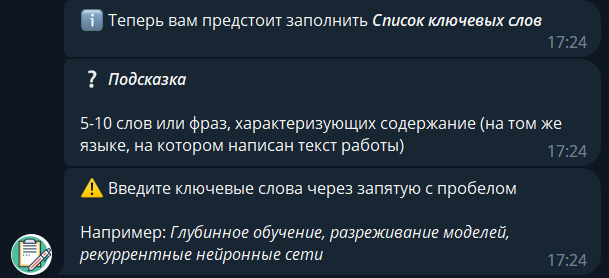 ℹ️ Теперь вам предстоит заполнить Список ключевых слов
17:24
❔ Подсказка
5-10 слов или фраз, характеризующих содержание (на том же
языке, на котором написан текст работы)
17:24
⚠️ Введите ключевые слова через запятую с пробелом
Например: Глубинное обучение, разреживание моделей,
рекуррентные нейронные сети
17:24